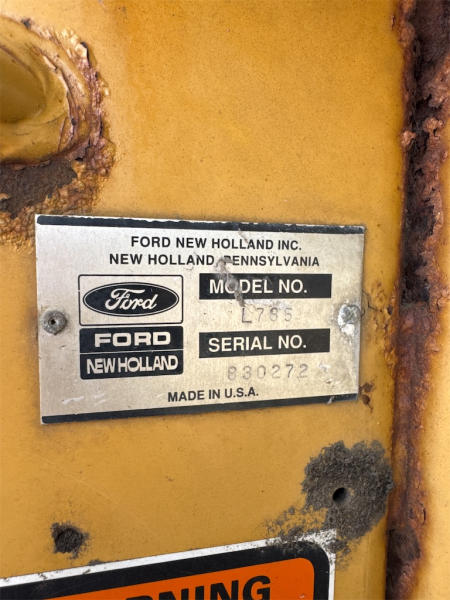 FORD NEW HOLLAND INC.
NEW HOLLAND, PENNSYLVANIA
MODEL NO.
Ford
L785
FORD
SERIAL NO.
NEW HOLLAND
830272
MADE IN U.S.A.